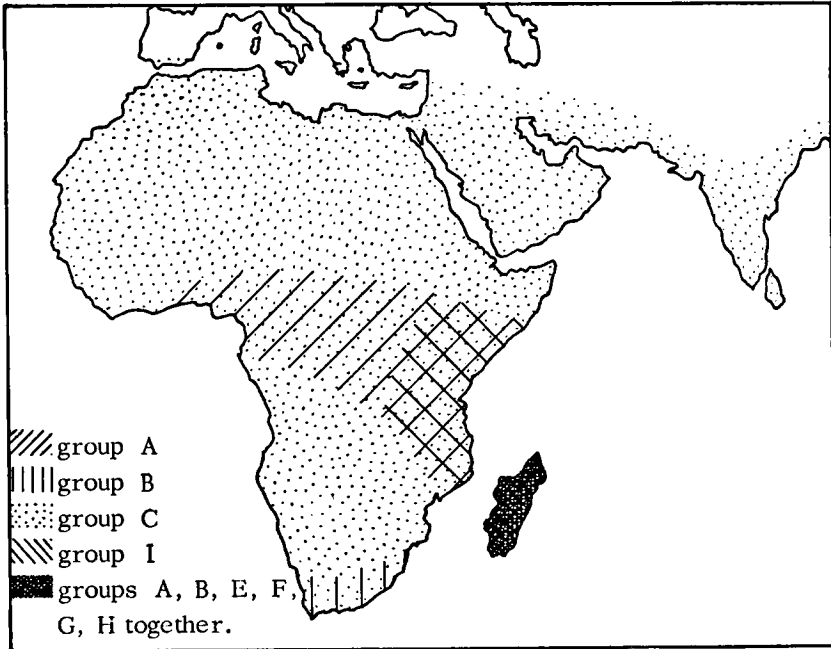 group A
group B
group C
group I
groups A, B, E, F,
G, H together.